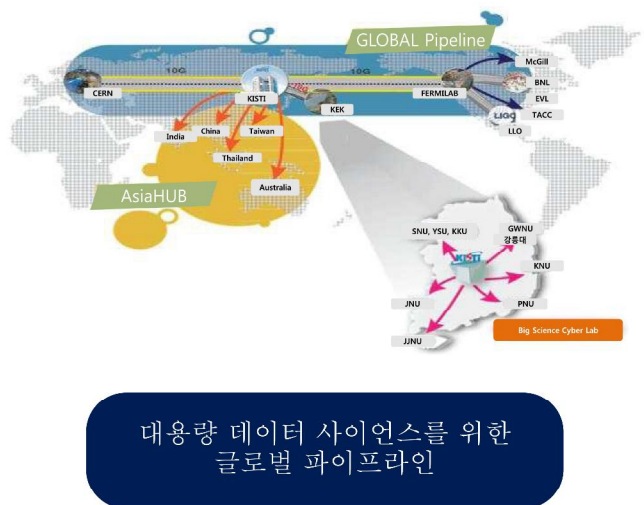 GLOBAL Pipeline
McGill
10G
10G
10G
CERN
KISTI
KEK
FERMILAB
BNL
EVL
TACC
LIGO
LLO
India
China
Taiwan
Thailand
Australia
AsiaHUB
SNU, YSU, KKU
GWNU
강릉대
KISTI
KNU
JNU
PNU
JJNU
Big Science Cyber Lab
대용량 데이터 사이언스를 위한
글로벌 파이프라인